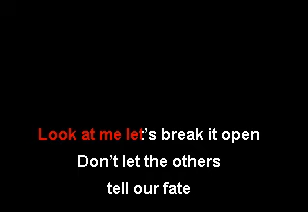 Look at me let's break it open
Don't let the others
tell our fate